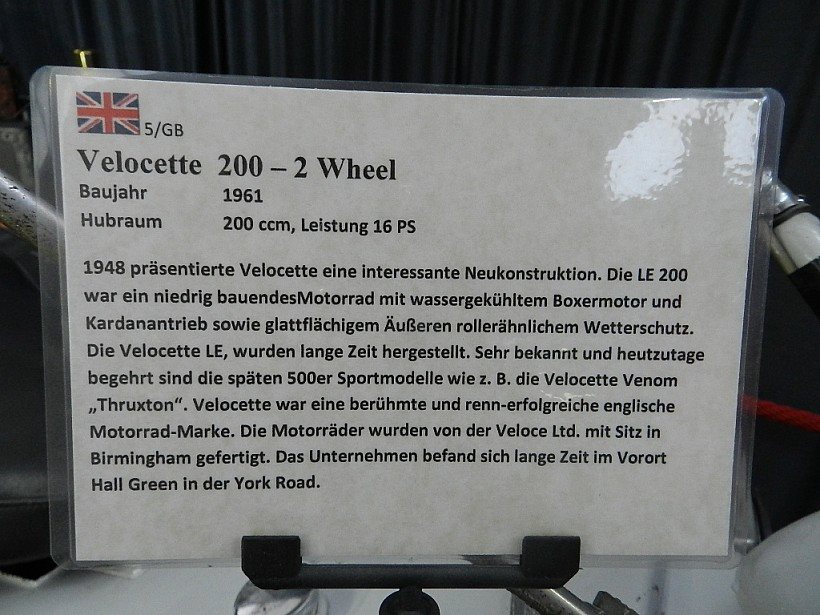 5/GB
Velocette 200 – 2 Wheel
Baujahr 1961
Hubraum 200 ccm, Leistung 16 PS
1948 präsentierte Velocette eine interessante Neukonstruktion. Die LE 200
war ein niedrig bauendesMotorrad mit wassergekühltem Boxermotor und
Kardanantrieb sowie glattflächigem Äußeren rollerähnlichem Wetterschutz.
Die Velocette LE, wurden lange Zeit hergestellt. Sehr bekannt und heutzutage
begehrt sind die späten 500er Sportmodelle wie z. B. die Velocette Venom
„Thruxton“. Velocette war eine berühmte und renn-erfolgreiche englische
Motorrad-Marke. Die Motorräder wurden von der Veloce Ltd. mit Sitz in
Birmingham gefertigt. Das Unternehmen befand sich lange Zeit im Vorort
Hall Green in der York Road.